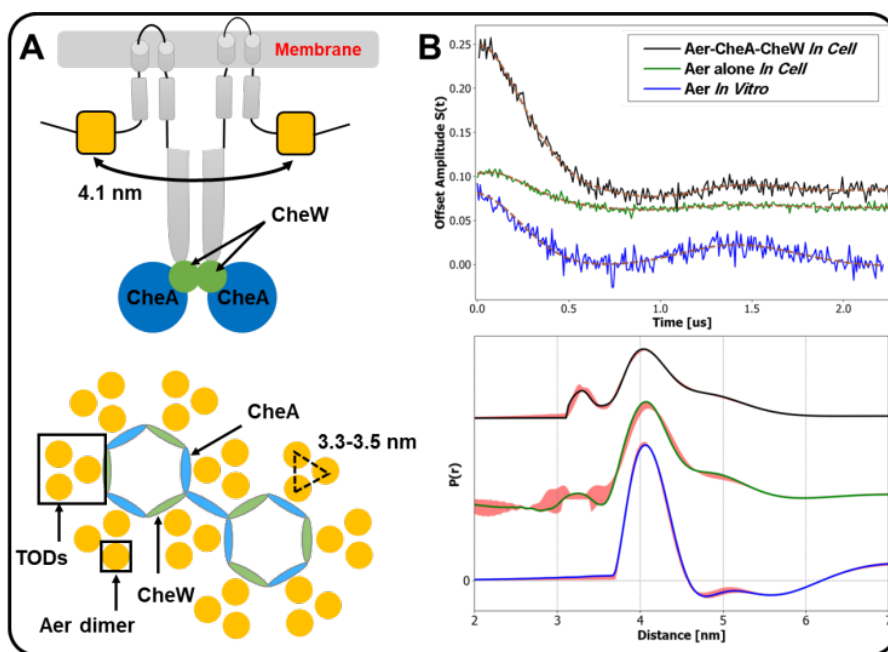 A
Membrane
4.1 nm
CheW
CheA
CheA
CheA
3.3-3.5 nm
TODs
CheW
Aer dimer
B
Aer-CheA-CheW In Cell
Aer alone In Cell
Aer In Vitro
Offset Amplitude S(t)
0.25
0.20
0.15
0.10
0.05
0.00
0.0 0.5 1.0 1.5 2.0
Time [us]
P(r)
0
2 3 4 5 6 7
Distance [nm]